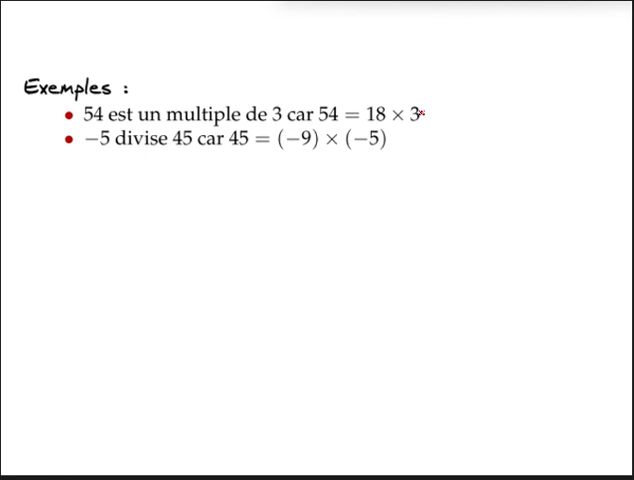 Exemples :
• 54 est un multiple de 3 car 54 = 18 × 3
• −5 divise 45 car 45 = (−9) × (−5)